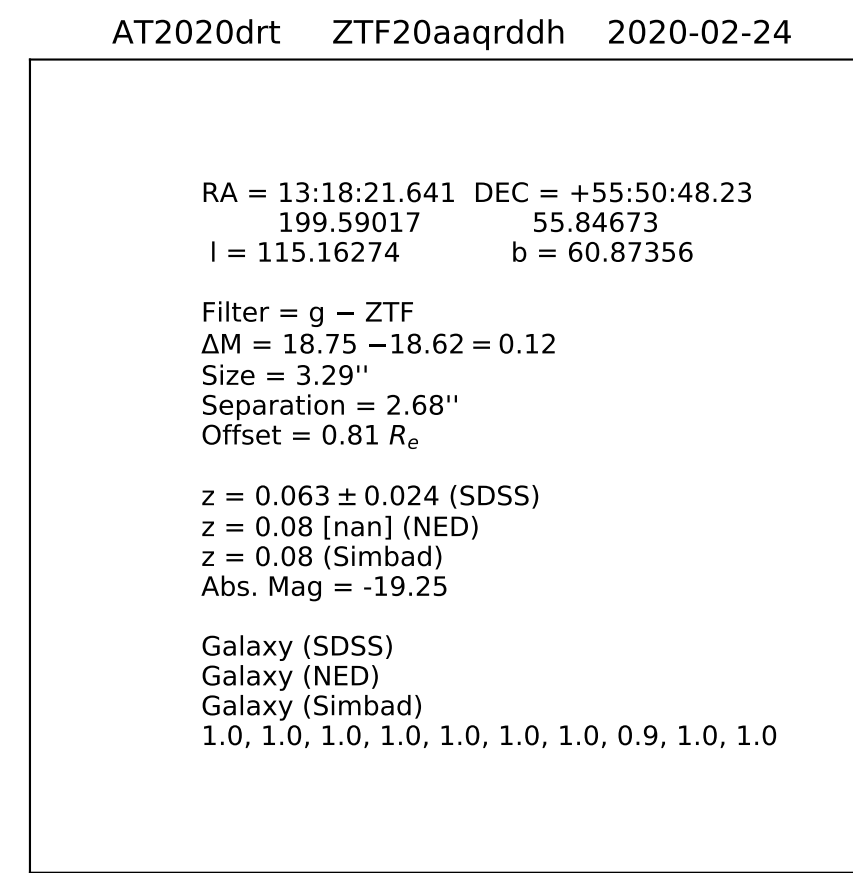 AT2020drt ZTF20aaqrddh 2020-02-24
RA = 13:18:21.641 DEC = +55:50:48.23
199.59017 55.84673
l = 115.16274 b = 60.87356
Filter = g − ZTF
ΔM = 18.75 −18.62 = 0.12
Size = 3.29''
Separation = 2.68''
Offset = 0.81 Rₑ
z = 0.063 ± 0.024 (SDSS)
z = 0.08 [nan] (NED)
z = 0.08 (Simbad)
Abs. Mag = -19.25
Galaxy (SDSS)
Galaxy (NED)
Galaxy (Simbad)
1.0, 1.0, 1.0, 1.0, 1.0, 1.0, 1.0, 0.9, 1.0, 1.0